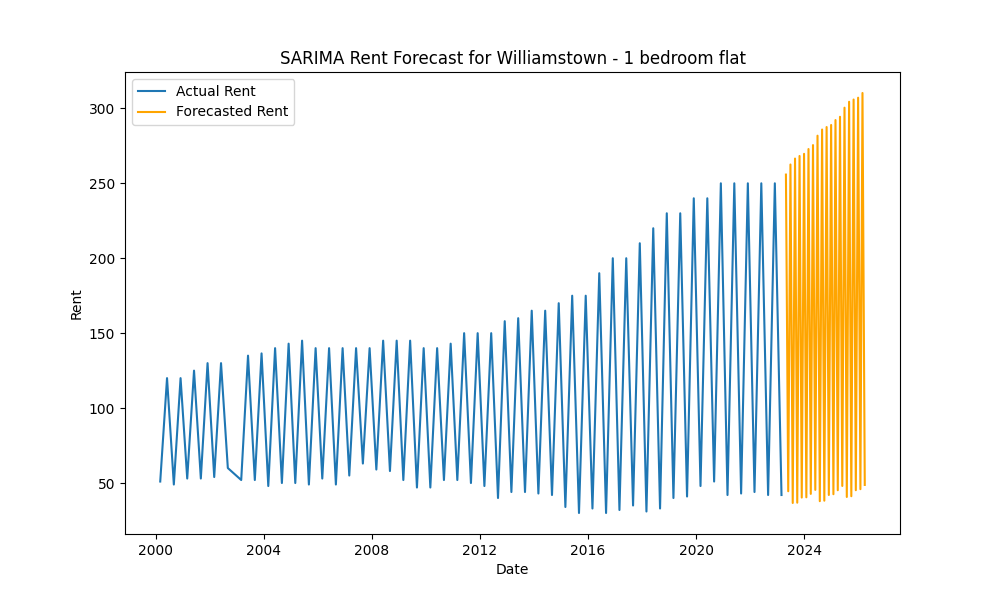 SARIMA Rent Forecast for Williamstown - 1 bedroom flat
Actual Rent
Forecasted Rent
300
250
200
150
100
50
Rent
2000 2004 2008 2012 2016 2020 2024
Date